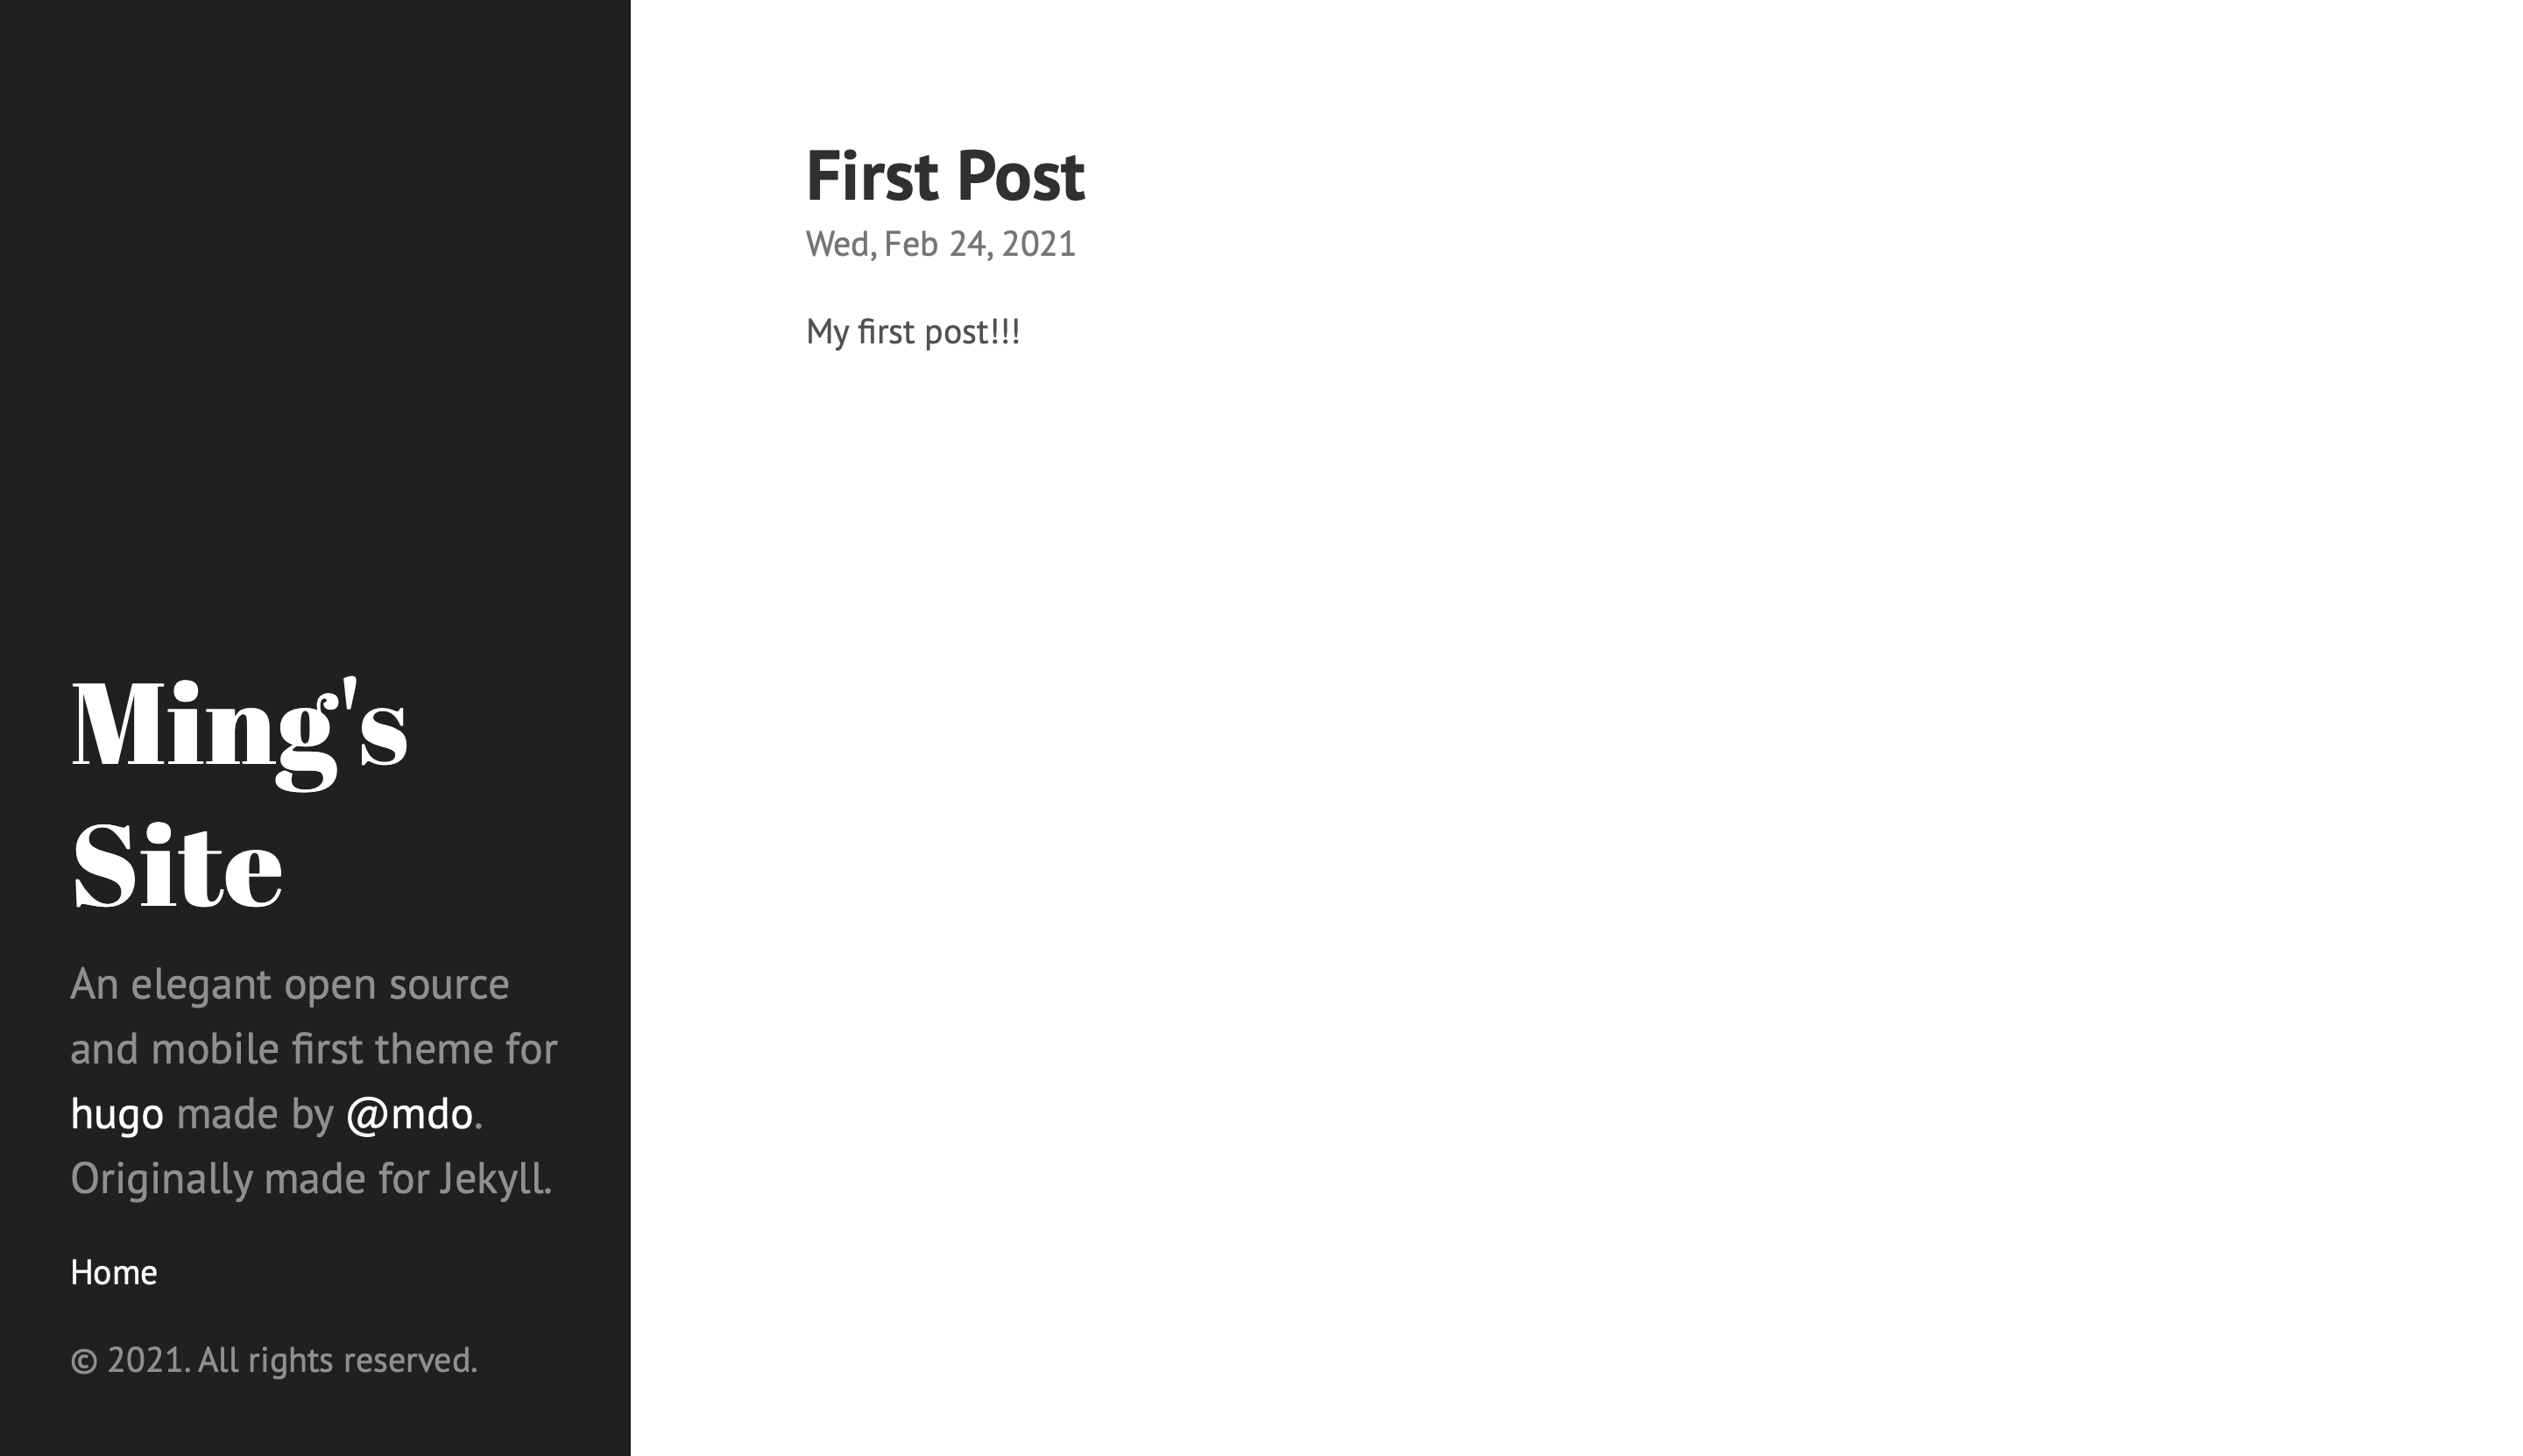 Ming's
Site
An elegant open source
and mobile first theme for
hugo made by @mdo.
Originally made for Jekyll.
Home
© 2021. All rights reserved.
First Post
Wed, Feb 24, 2021
My first post!!!